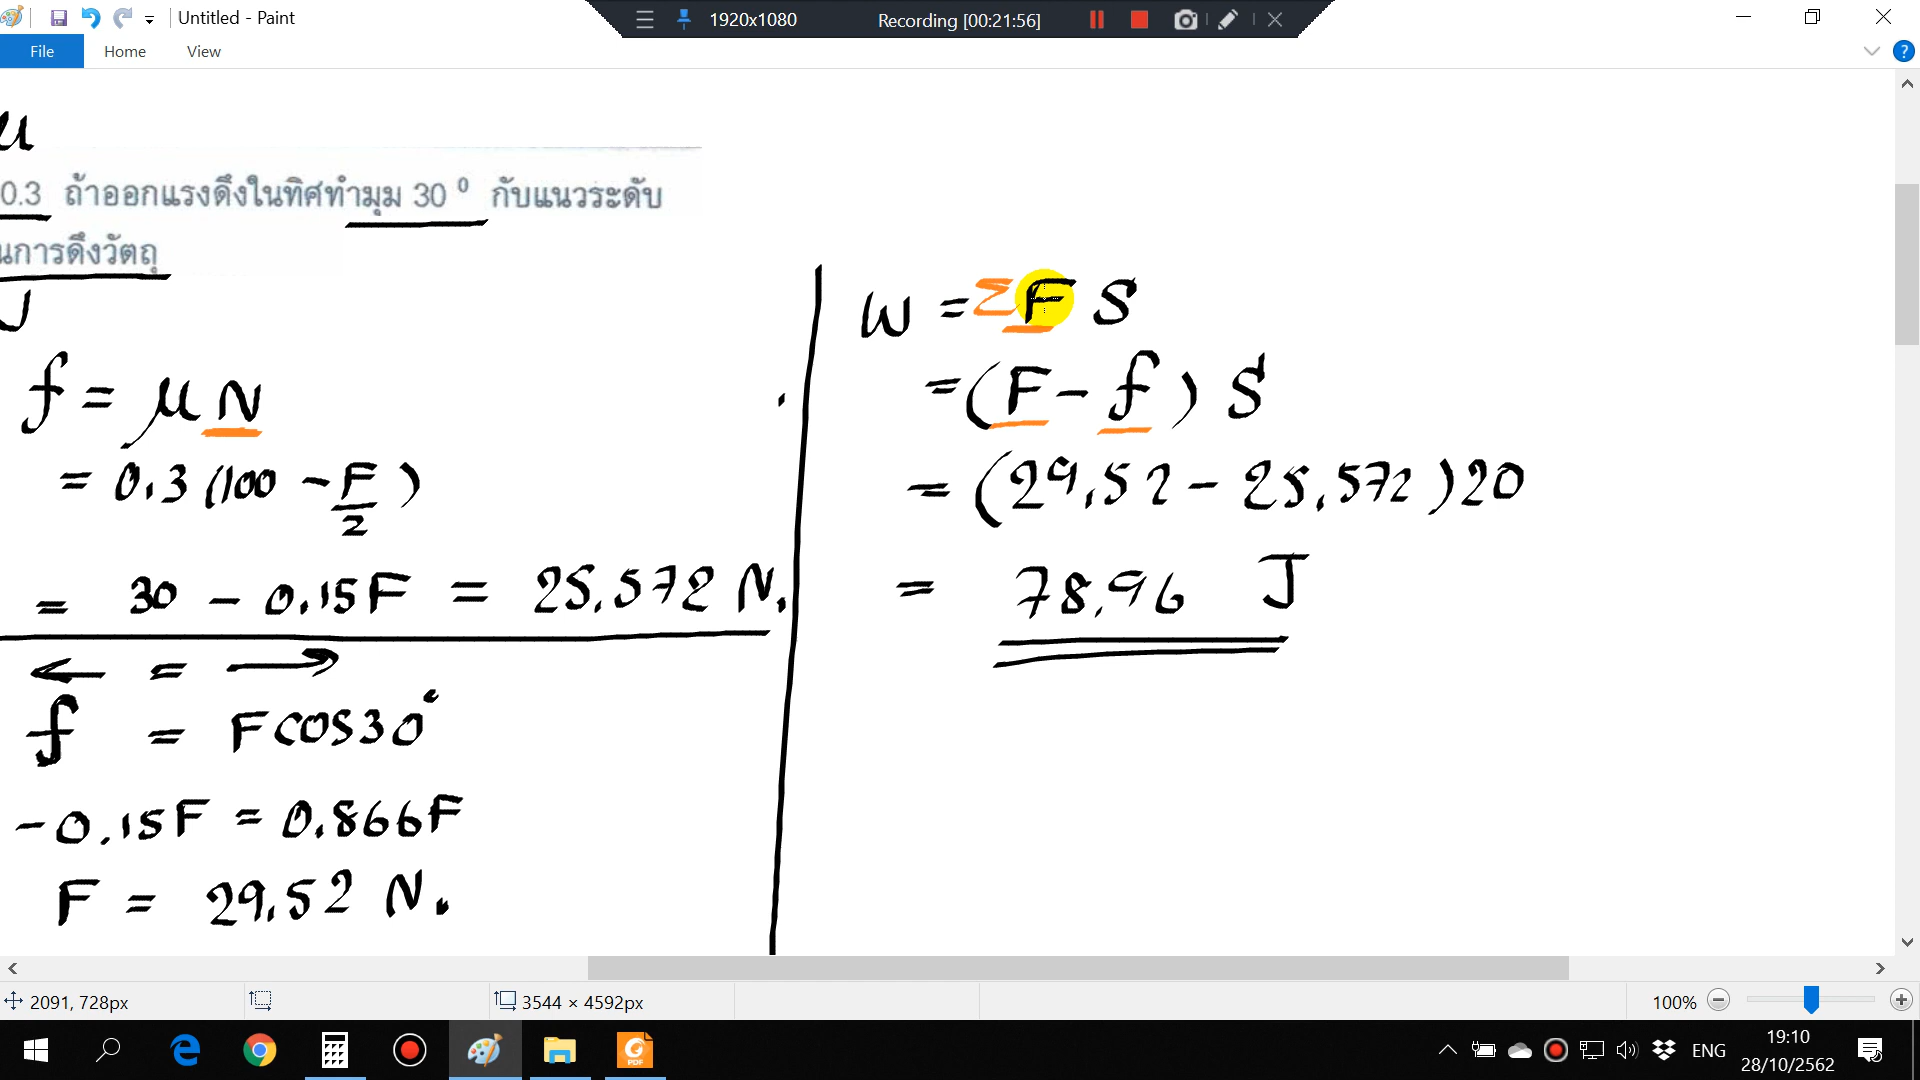 Untitled - Paint
1920x1080
Recording [00:21:56]
File
Home
View
μ
0.3 ถ้าออกแรงดึงในทิศทำมุม 30 ⁰ กับแนวระดับ
นการดึงวัตถุ
J
f = μN
= 0.3 (100 - F/2)
= 30 - 0.15F = 25.572 N.
← = →
f = Fcos30°
-0.15F = 0.866F
F = 29.52 N.
W = ΣF S
= (F - f) S
= (29.52 - 25.572) 20
= 78.96 J
2091, 728px
3544 × 4592px
100%
PDF
ENG
19:10
28/10/2562